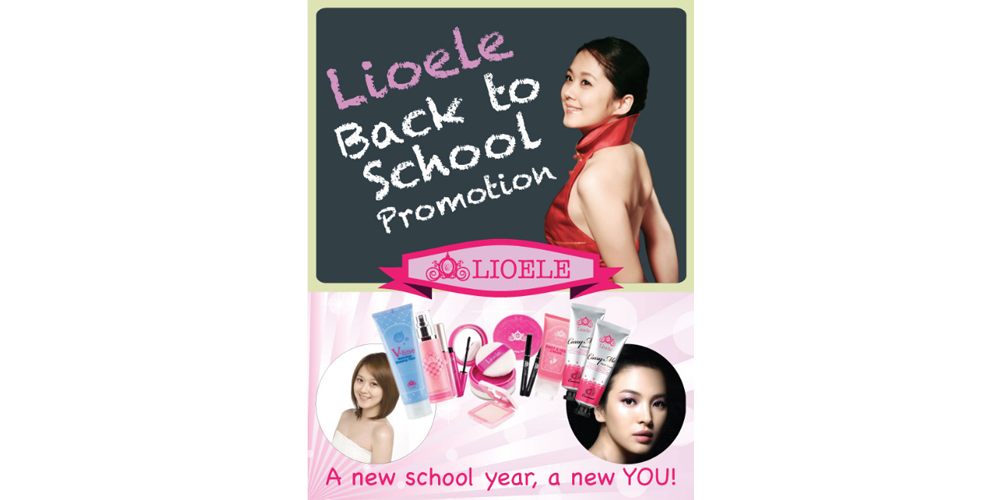 Lioele
Back to
School
Promotion
LIOELE
A new school year, a new YOU!